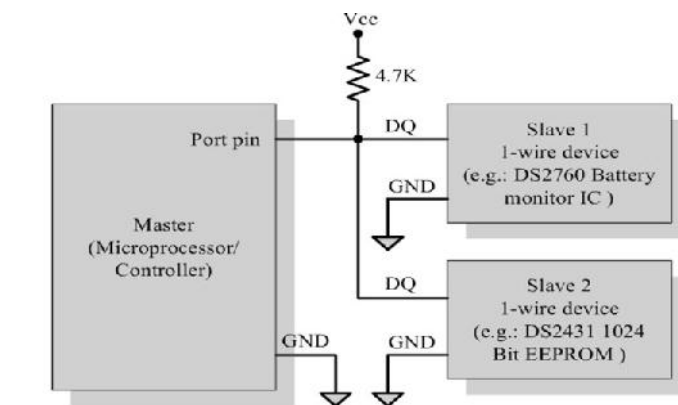 Vcc
4.7K
Port pin
DQ
Slave 1
1-wire device
(e.g.: DS2760 Battery
monitor IC )
GND
Master
(Microprocessor/
Controller)
DQ
Slave 2
1-wire device
(e.g.: DS2431 1024
Bit EEPROM )
GND
GND